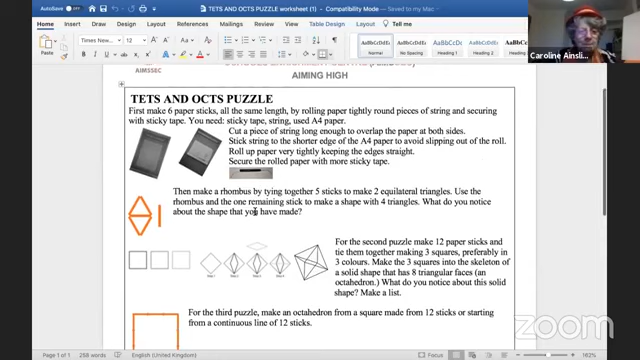 TETS AND OCTS PUZZLE worksheet (1) - Compatibility Mode — Saved to my Mac
AutoSave
Home Insert Draw Design Layout References Mailings Review View Tell me
Times New... 12
Paste
AaBbCcDdEe AaBbCcDdEe AaBbCcDc AaBbCcDdEe
Normal No Spacing Heading 1
Caroline Ainsli...
AIMSSEC
AIMING HIGH
TETS AND OCTS PUZZLE
First make 6 paper sticks, all the same length, by rolling paper tightly round pieces of string and securing
with sticky tape. You need: sticky tape, string, used A4 paper.
Cut a piece of string long enough to overlap the paper at both sides.
Stick string to the shorter edge of the A4 paper to avoid slipping out of the roll.
Roll up paper very tightly keeping the edges straight.
Secure the rolled paper with more sticky tape.
Then make a rhombus by tying together 5 sticks to make 2 equilateral triangles. Use the
rhombus and the one remaining stick to make a shape with 4 triangles. What do you notice
about the shape that you have made?
For the second puzzle make 12 paper sticks and
tie them together making 3 squares, preferably in
3 colours. Make the 3 squares into the skeleton of
a solid shape that has 8 triangular faces (an
octahedron).) What do you notice about this solid
shape? Make a list.
For the third puzzle, make an octahedron from a square made from 12 sticks or starting
from a continuous line of 12 sticks.
Page 1 of 1 258 words English (United Kingdom) Focus 162%
zoom